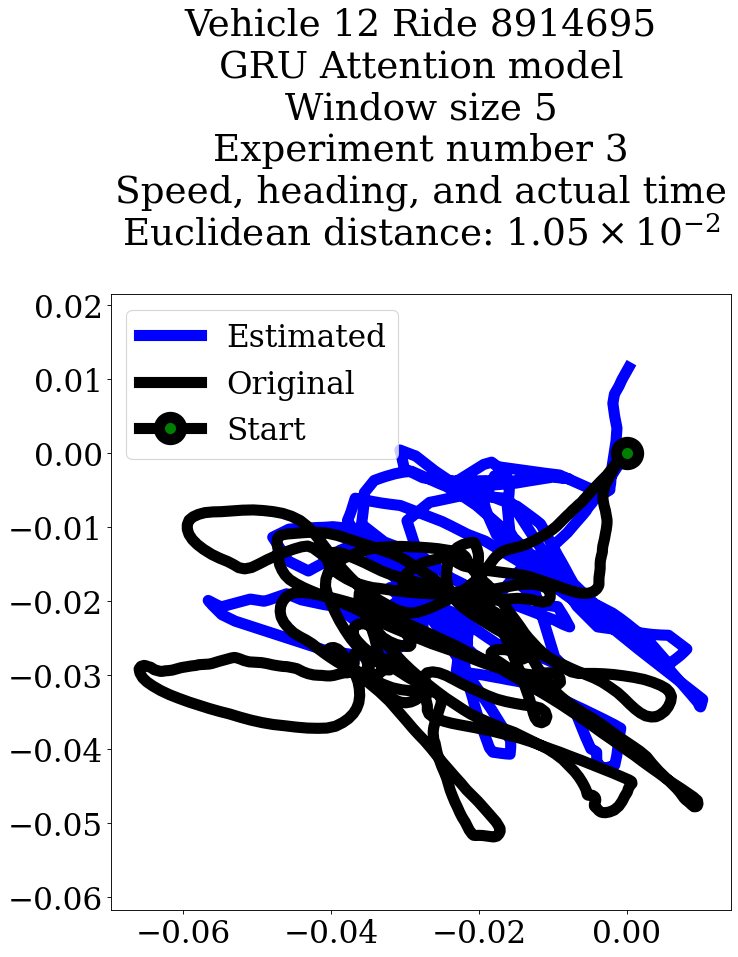 Vehicle 12 Ride 8914695
GRU Attention model
Window size 5
Experiment number 3
Speed, heading, and actual time
Euclidean distance: 1.05 × 10⁻²
Estimated
Original
Start
0.02
0.01
0.00
−0.01
−0.02
−0.03
−0.04
−0.05
−0.06
−0.06 −0.04 −0.02 0.00